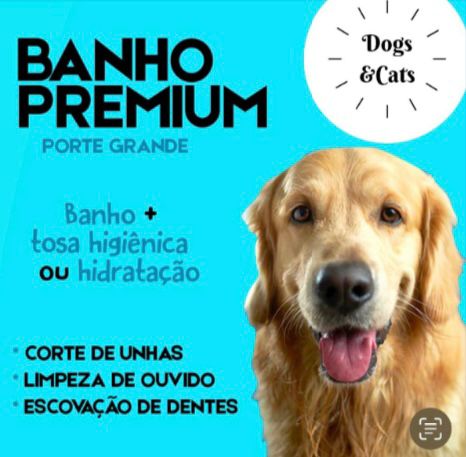 BANHO
PREMIUM
PORTE GRANDE
Dogs
&Cats
Banho +
tosa higiênica
ou hidratação
• CORTE DE UNHAS
• LIMPEZA DE OUVIDO
• ESCOVAÇÃO DE DENTES